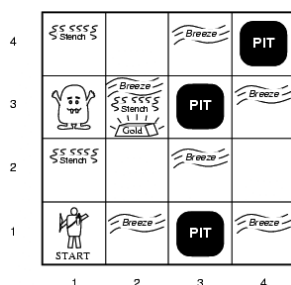 4 Stench Breeze PIT
Breeze
3 Stench PIT Breeze
Gold
2 Stench Breeze
1 Breeze PIT Breeze
START
1 2 3 4